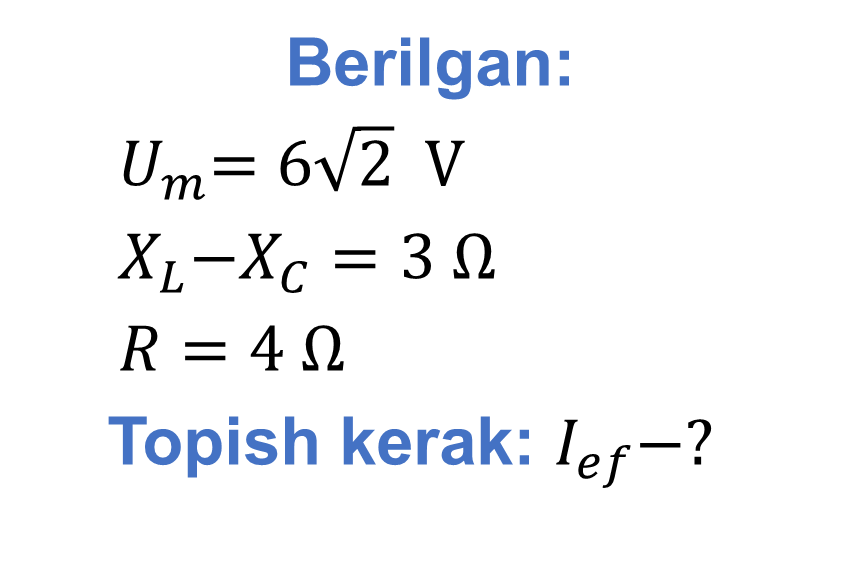 Berilgan:
U_m = 6√2 V
X_L−X_C = 3 Ω
R = 4 Ω
Topish kerak: I_ef−?